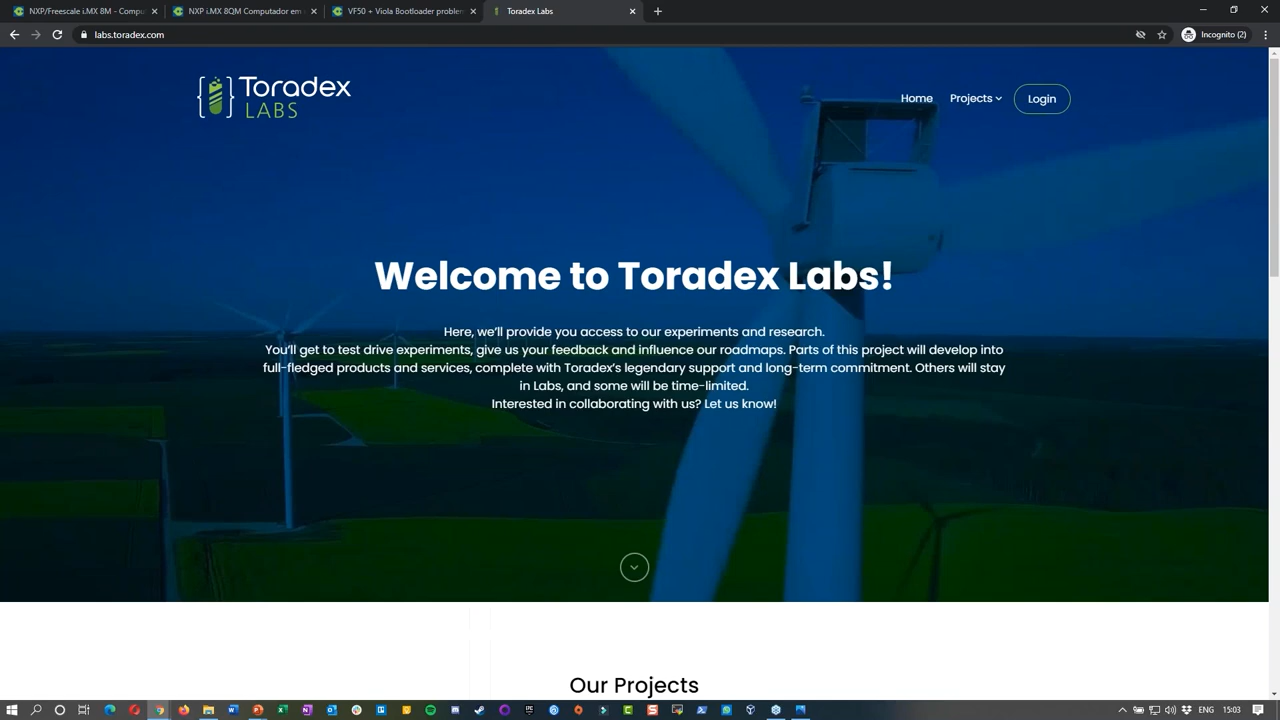 NXP/Freescale i.MX 8M - Compu
NXP i.MX 8QM Computador em
VF50 + Viola Bootloader problem
Toradex Labs
labs.toradex.com
Incognito (2)
Toradex
LABS
Home
Projects
Login
Welcome to Toradex Labs!
Here, we'll provide you access to our experiments and research.
You'll get to test drive experiments, give us your feedback and influence our roadmaps. Parts of this project will develop into
full-fledged products and services, complete with Toradex's legendary support and long-term commitment. Others will stay
in Labs, and some will be time-limited.
Interested in collaborating with us? Let us know!
Our Projects
ENG
15:03